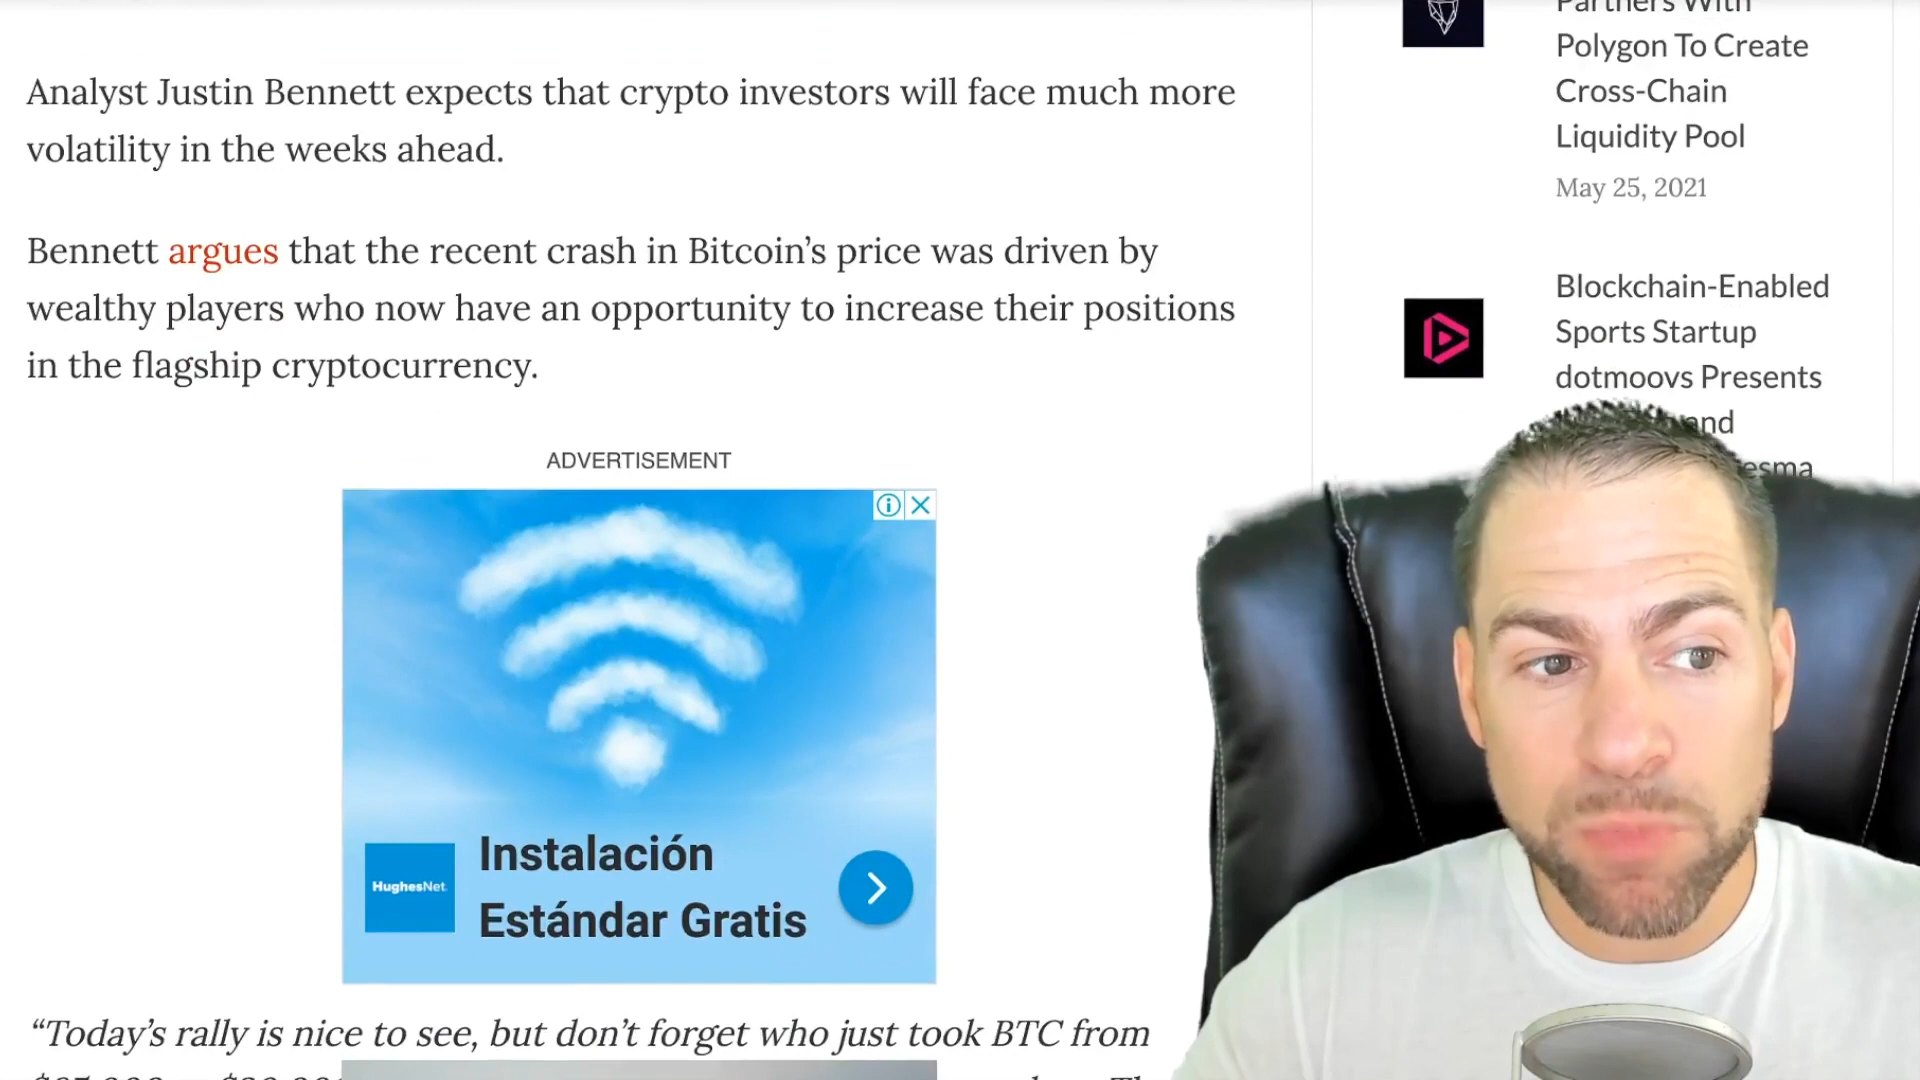 Analyst Justin Bennett expects that crypto investors will face much more
volatility in the weeks ahead.
Bennett argues that the recent crash in Bitcoin’s price was driven by
wealthy players who now have an opportunity to increase their positions
in the flagship cryptocurrency.
ADVERTISEMENT
HughesNet.
Instalación
Estándar Gratis
“Today’s rally is nice to see, but don’t forget who just took BTC from
Partners With
Polygon To Create
Cross-Chain
Liquidity Pool
May 25, 2021
Blockchain-Enabled
Sports Startup
dotmoovs Presents
and